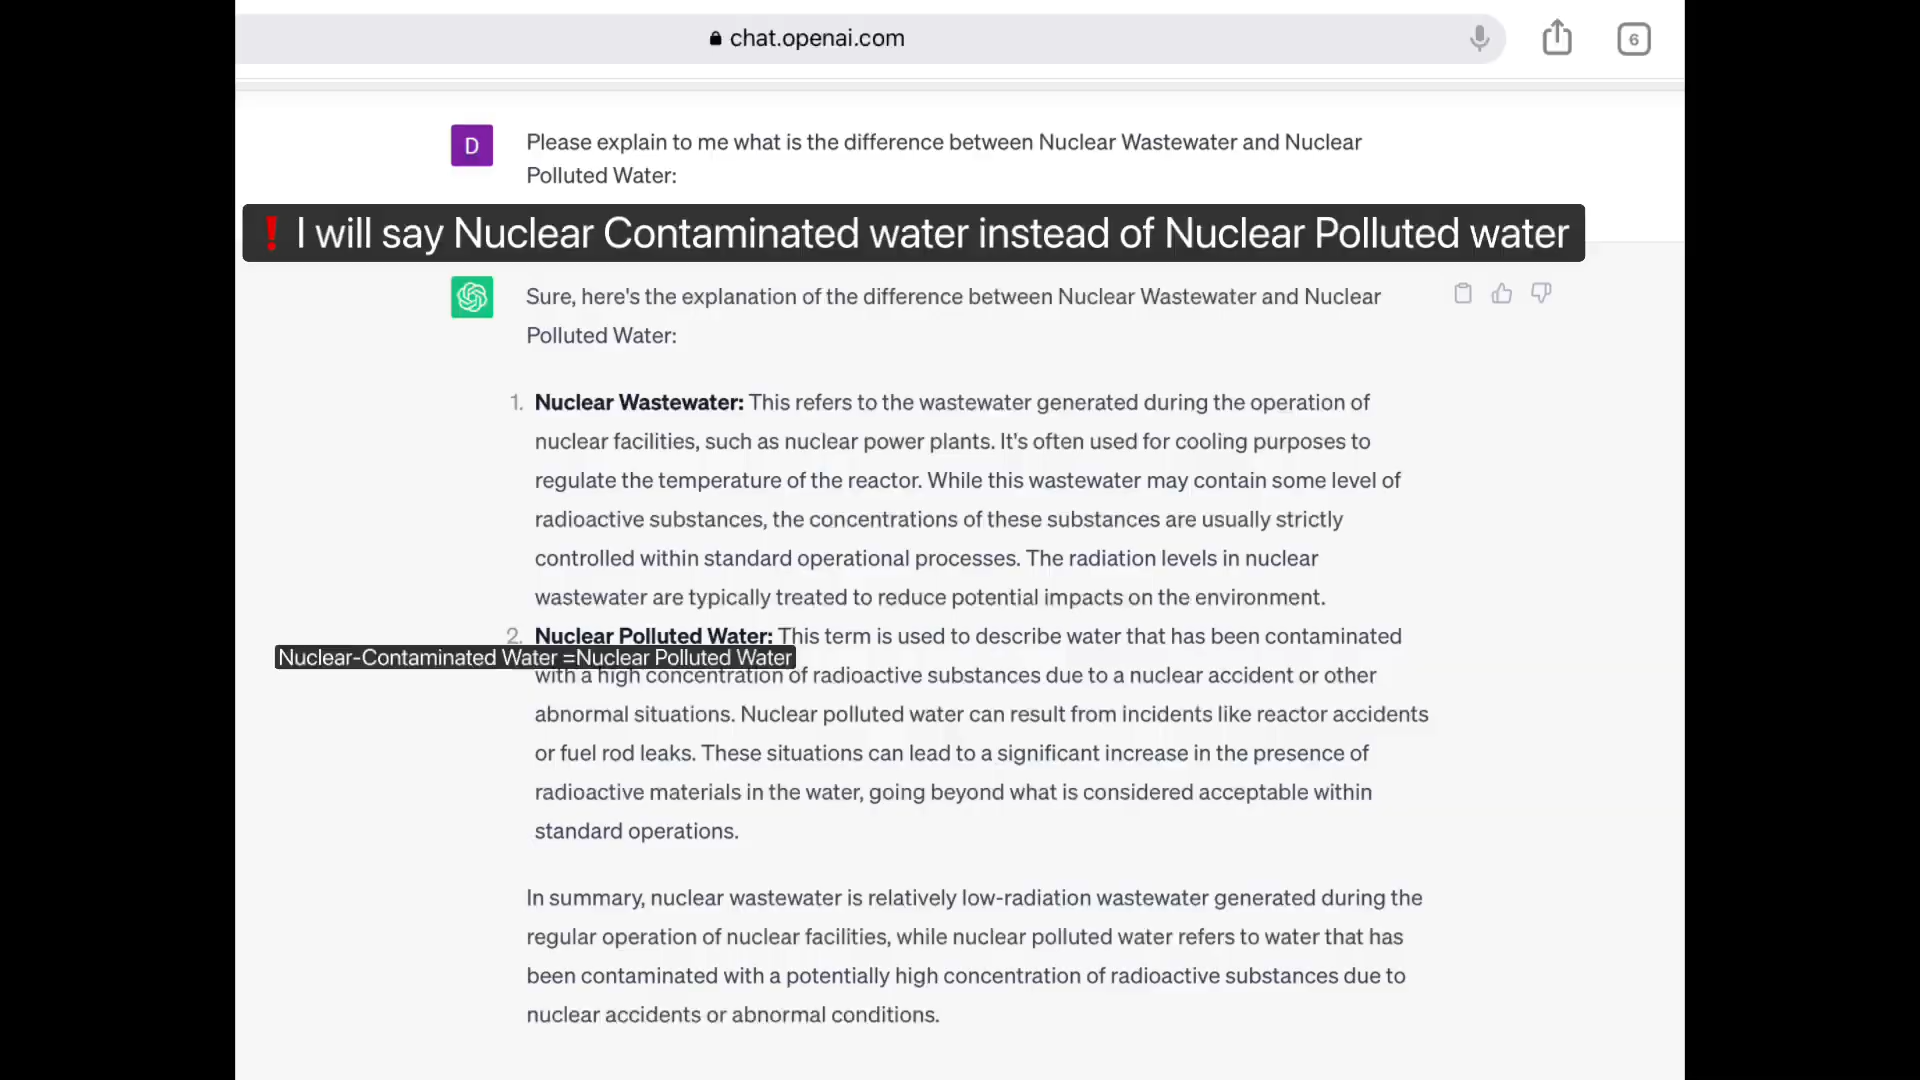 chat.openai.com
6
D
Please explain to me what is the difference between Nuclear Wastewater and Nuclear
Polluted Water:
❗I will say Nuclear Contaminated water instead of Nuclear Polluted water
Sure, here's the explanation of the difference between Nuclear Wastewater and Nuclear
Polluted Water:
1. Nuclear Wastewater: This refers to the wastewater generated during the operation of
nuclear facilities, such as nuclear power plants. It's often used for cooling purposes to
regulate the temperature of the reactor. While this wastewater may contain some level of
radioactive substances, the concentrations of these substances are usually strictly
controlled within standard operational processes. The radiation levels in nuclear
wastewater are typically treated to reduce potential impacts on the environment.
2. Nuclear Polluted Water: This term is used to describe water that has been contaminated
Nuclear-Contaminated Water =Nuclear Polluted Water
with a high concentration of radioactive substances due to a nuclear accident or other
abnormal situations. Nuclear polluted water can result from incidents like reactor accidents
or fuel rod leaks. These situations can lead to a significant increase in the presence of
radioactive materials in the water, going beyond what is considered acceptable within
standard operations.
In summary, nuclear wastewater is relatively low-radiation wastewater generated during the
regular operation of nuclear facilities, while nuclear polluted water refers to water that has
been contaminated with a potentially high concentration of radioactive substances due to
nuclear accidents or abnormal conditions.